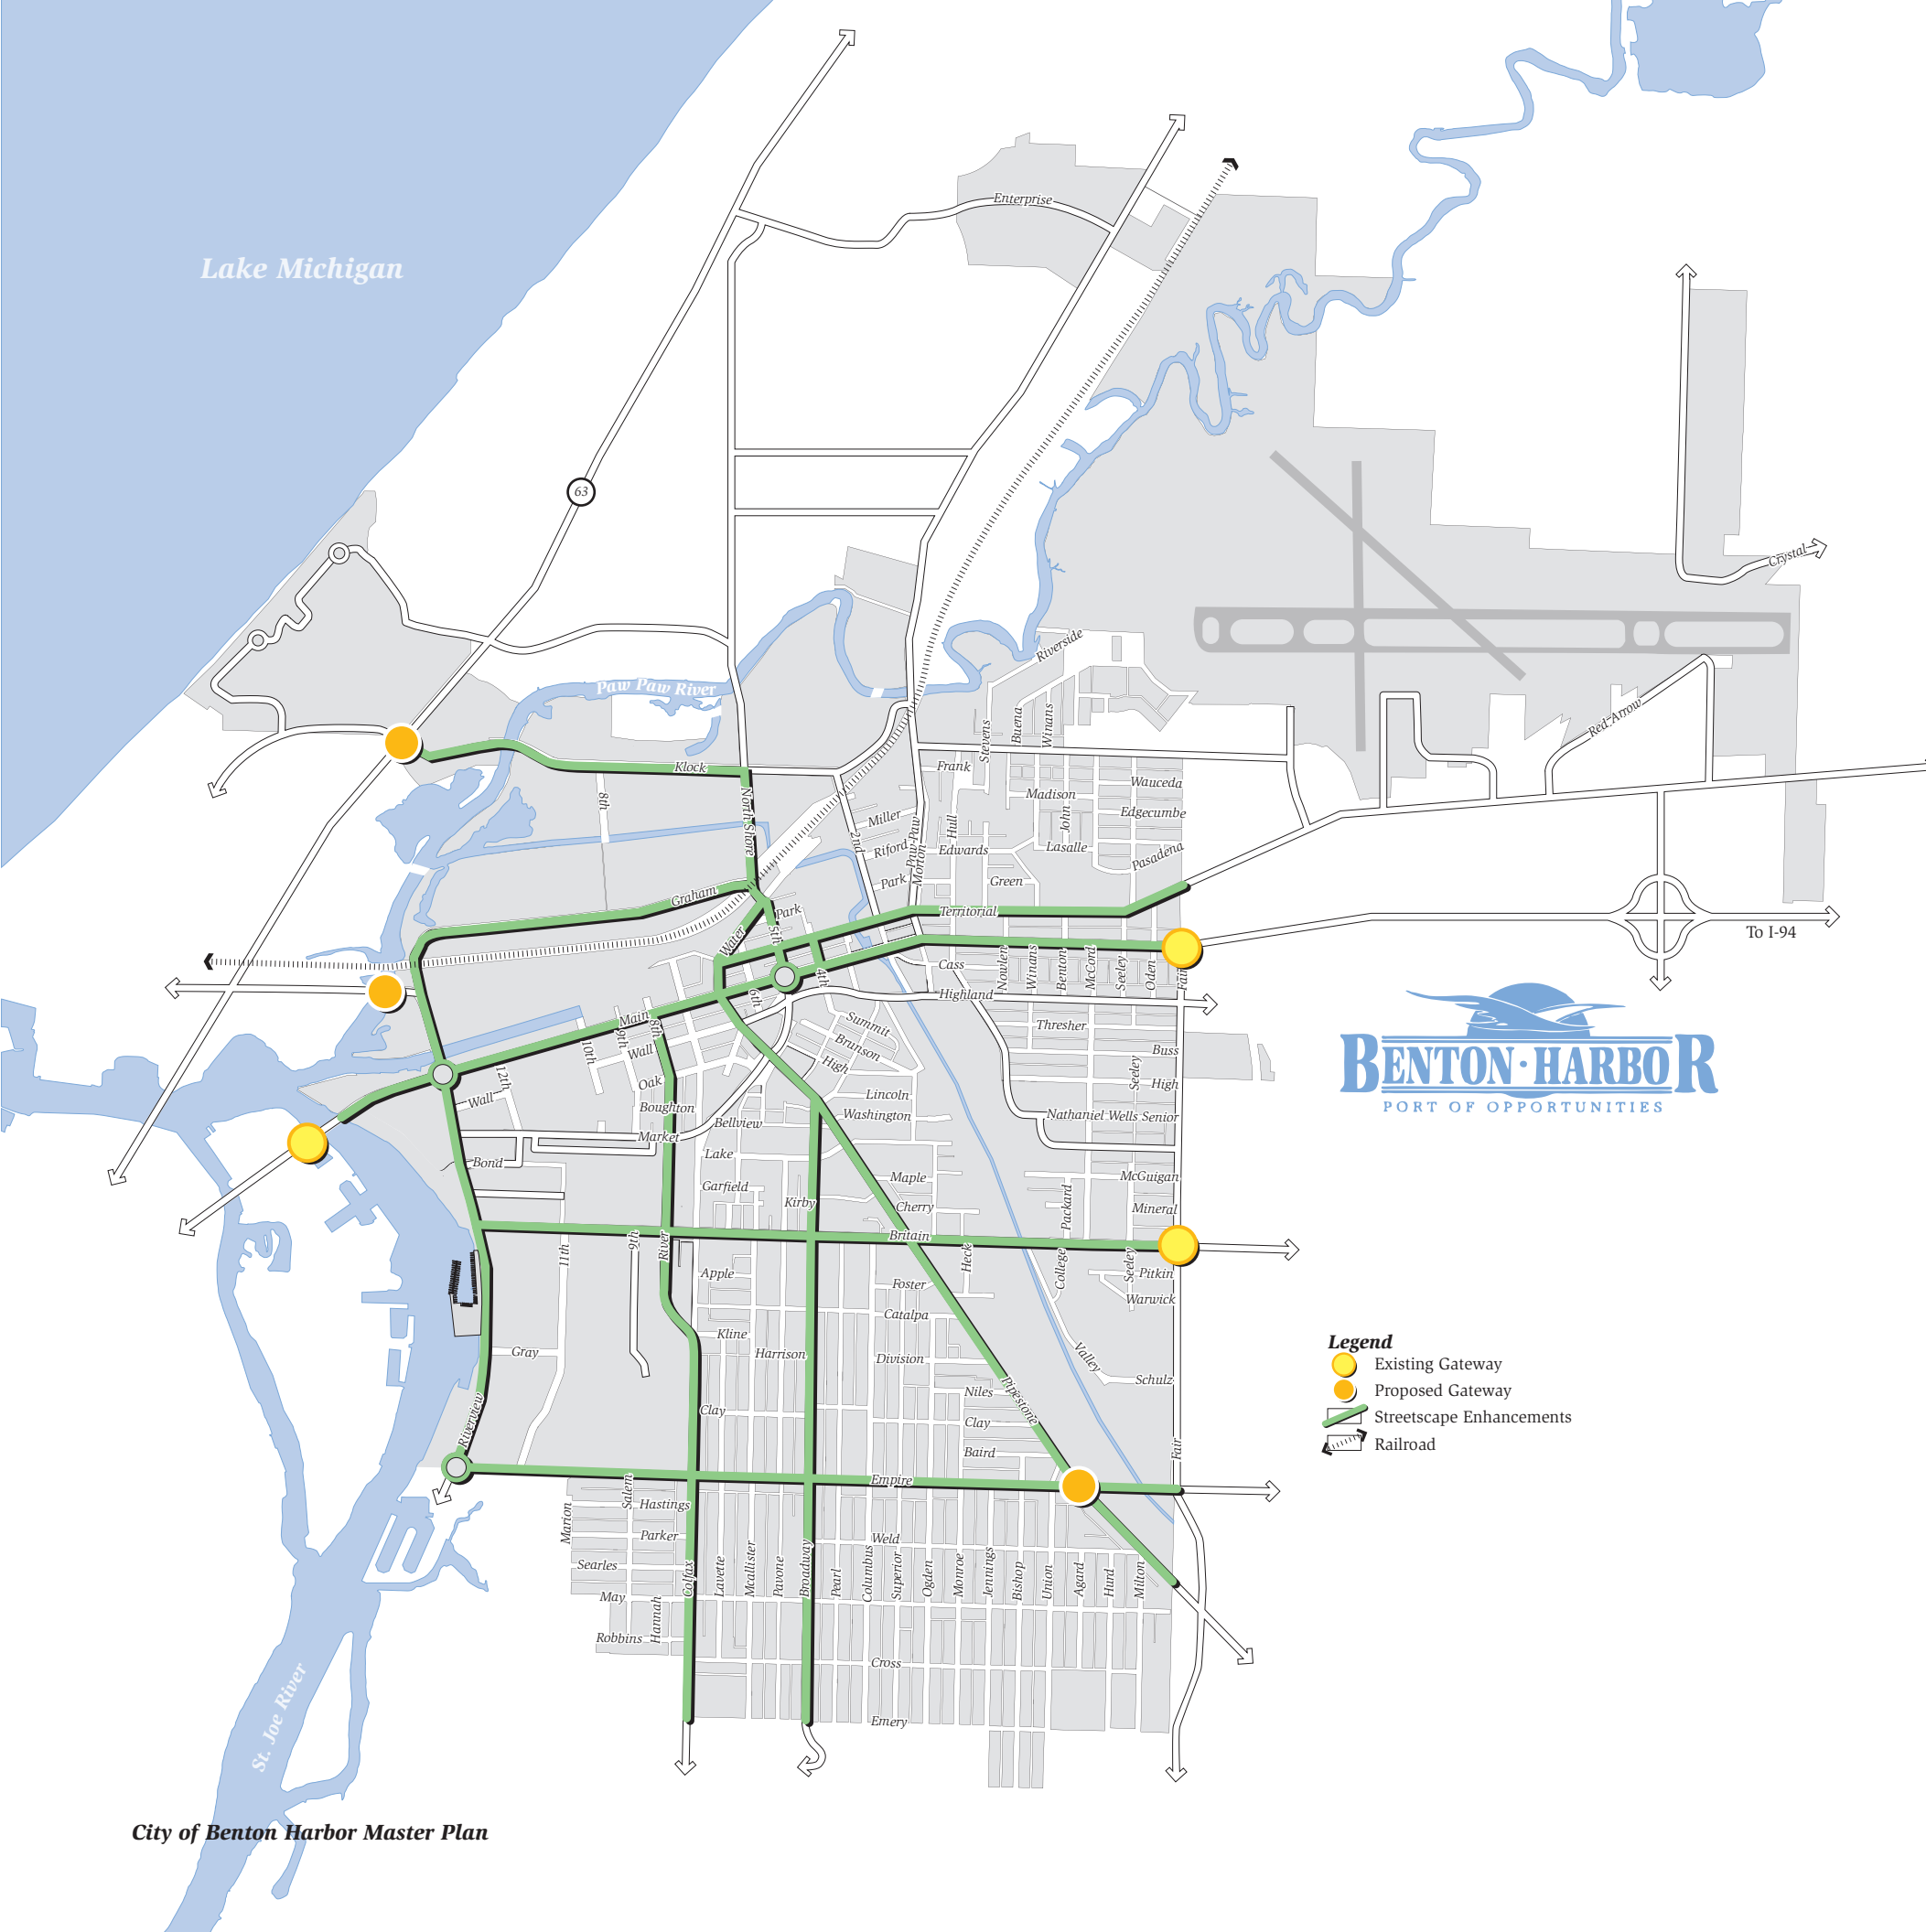 Enterprise
Lake Michigan
63
Crystal
Riverside
Paw Paw River
Stevens
Buena
Winans
Red Arrow
Klock
Frank
Wauceda
8th
North Shore
Madison
Edgecumbe
Miller
Hull
John
2nd
Riford
Paw Paw
Morton
Edwards
Lasalle
Pasadena
Park
Green
Graham
Park
Territorial
Water
5th
To I-94
4th
Cass
Nowlen
Winans
Benton
McCord
Seeley
Oden
Fair
6th
Highland
Main
8th
9th
Summit
Thresher
10th
Wall
Brunson
Buss
High
Seeley
12th
Oak
High
Wall
Lincoln
Boughton
Washington
Nathaniel Wells Senior
Bellview
Market
Lake
Bond
Maple
McGuigan
Garfield
Kirby
Cherry
Packard
Mineral
Britain
11th
9th
River
Heck
College
Seeley
Apple
Foster
Pitkin
Warwick
Catalpa
Kline
Harrison
Division
Valley
Gray
Schulz
Niles
Pipestone
Clay
Clay
Riverview
Baird
Fair
Empire
Salem
Hastings
Marion
Parker
Weld
Searles
May
Hannah
Colfax
Lavette
Mcallister
Pavone
Broadway
Pearl
Columbus
Superior
Ogden
Monroe
Jennings
Bishop
Union
Agard
Hurd
Milton
Robbins
Cross
Emery
St. Joe River
BENTON·HARBOR
PORT OF OPPORTUNITIES
Legend
Existing Gateway
Proposed Gateway
Streetscape Enhancements
Railroad
City of Benton Harbor Master Plan